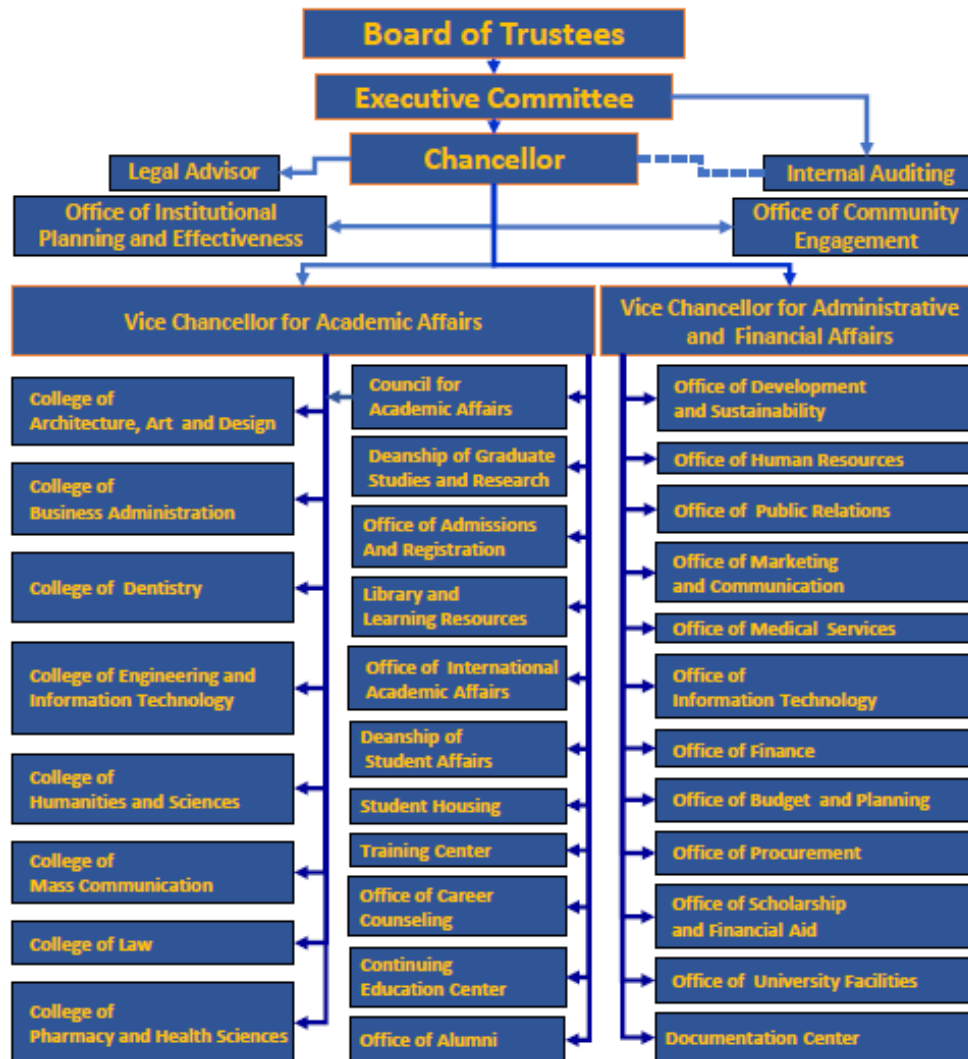 Board of Trustees
Executive Committee
Chancellor
Legal Advisor
Internal Auditing
Office of Institutional
Planning and Effectiveness
Office of Community
Engagement
Vice Chancellor for Academic Affairs
Vice Chancellor for Administrative
and Financial Affairs
College of
Architecture, Art and Design
College of
Business Administration
College of Dentistry
College of Engineering and
Information Technology
College of
Humanities and Sciences
College of
Mass Communication
College of Law
College of
Pharmacy and Health Sciences
Council for
Academic Affairs
Deanship of Graduate
Studies and Research
Office of Admissions
And Registration
Library and
Learning Resources
Office of International
Academic Affairs
Deanship of
Student Affairs
Student Housing
Training Center
Office of Career
Counseling
Continuing
Education Center
Office of Alumni
Office of Development
and Sustainability
Office of Human Resources
Office of Public Relations
Office of Marketing
and Communication
Office of Medical Services
Office of
Information Technology
Office of Finance
Office of Budget and Planning
Office of Procurement
Office of Scholarship
and Financial Aid
Office of University Facilities
Documentation Center